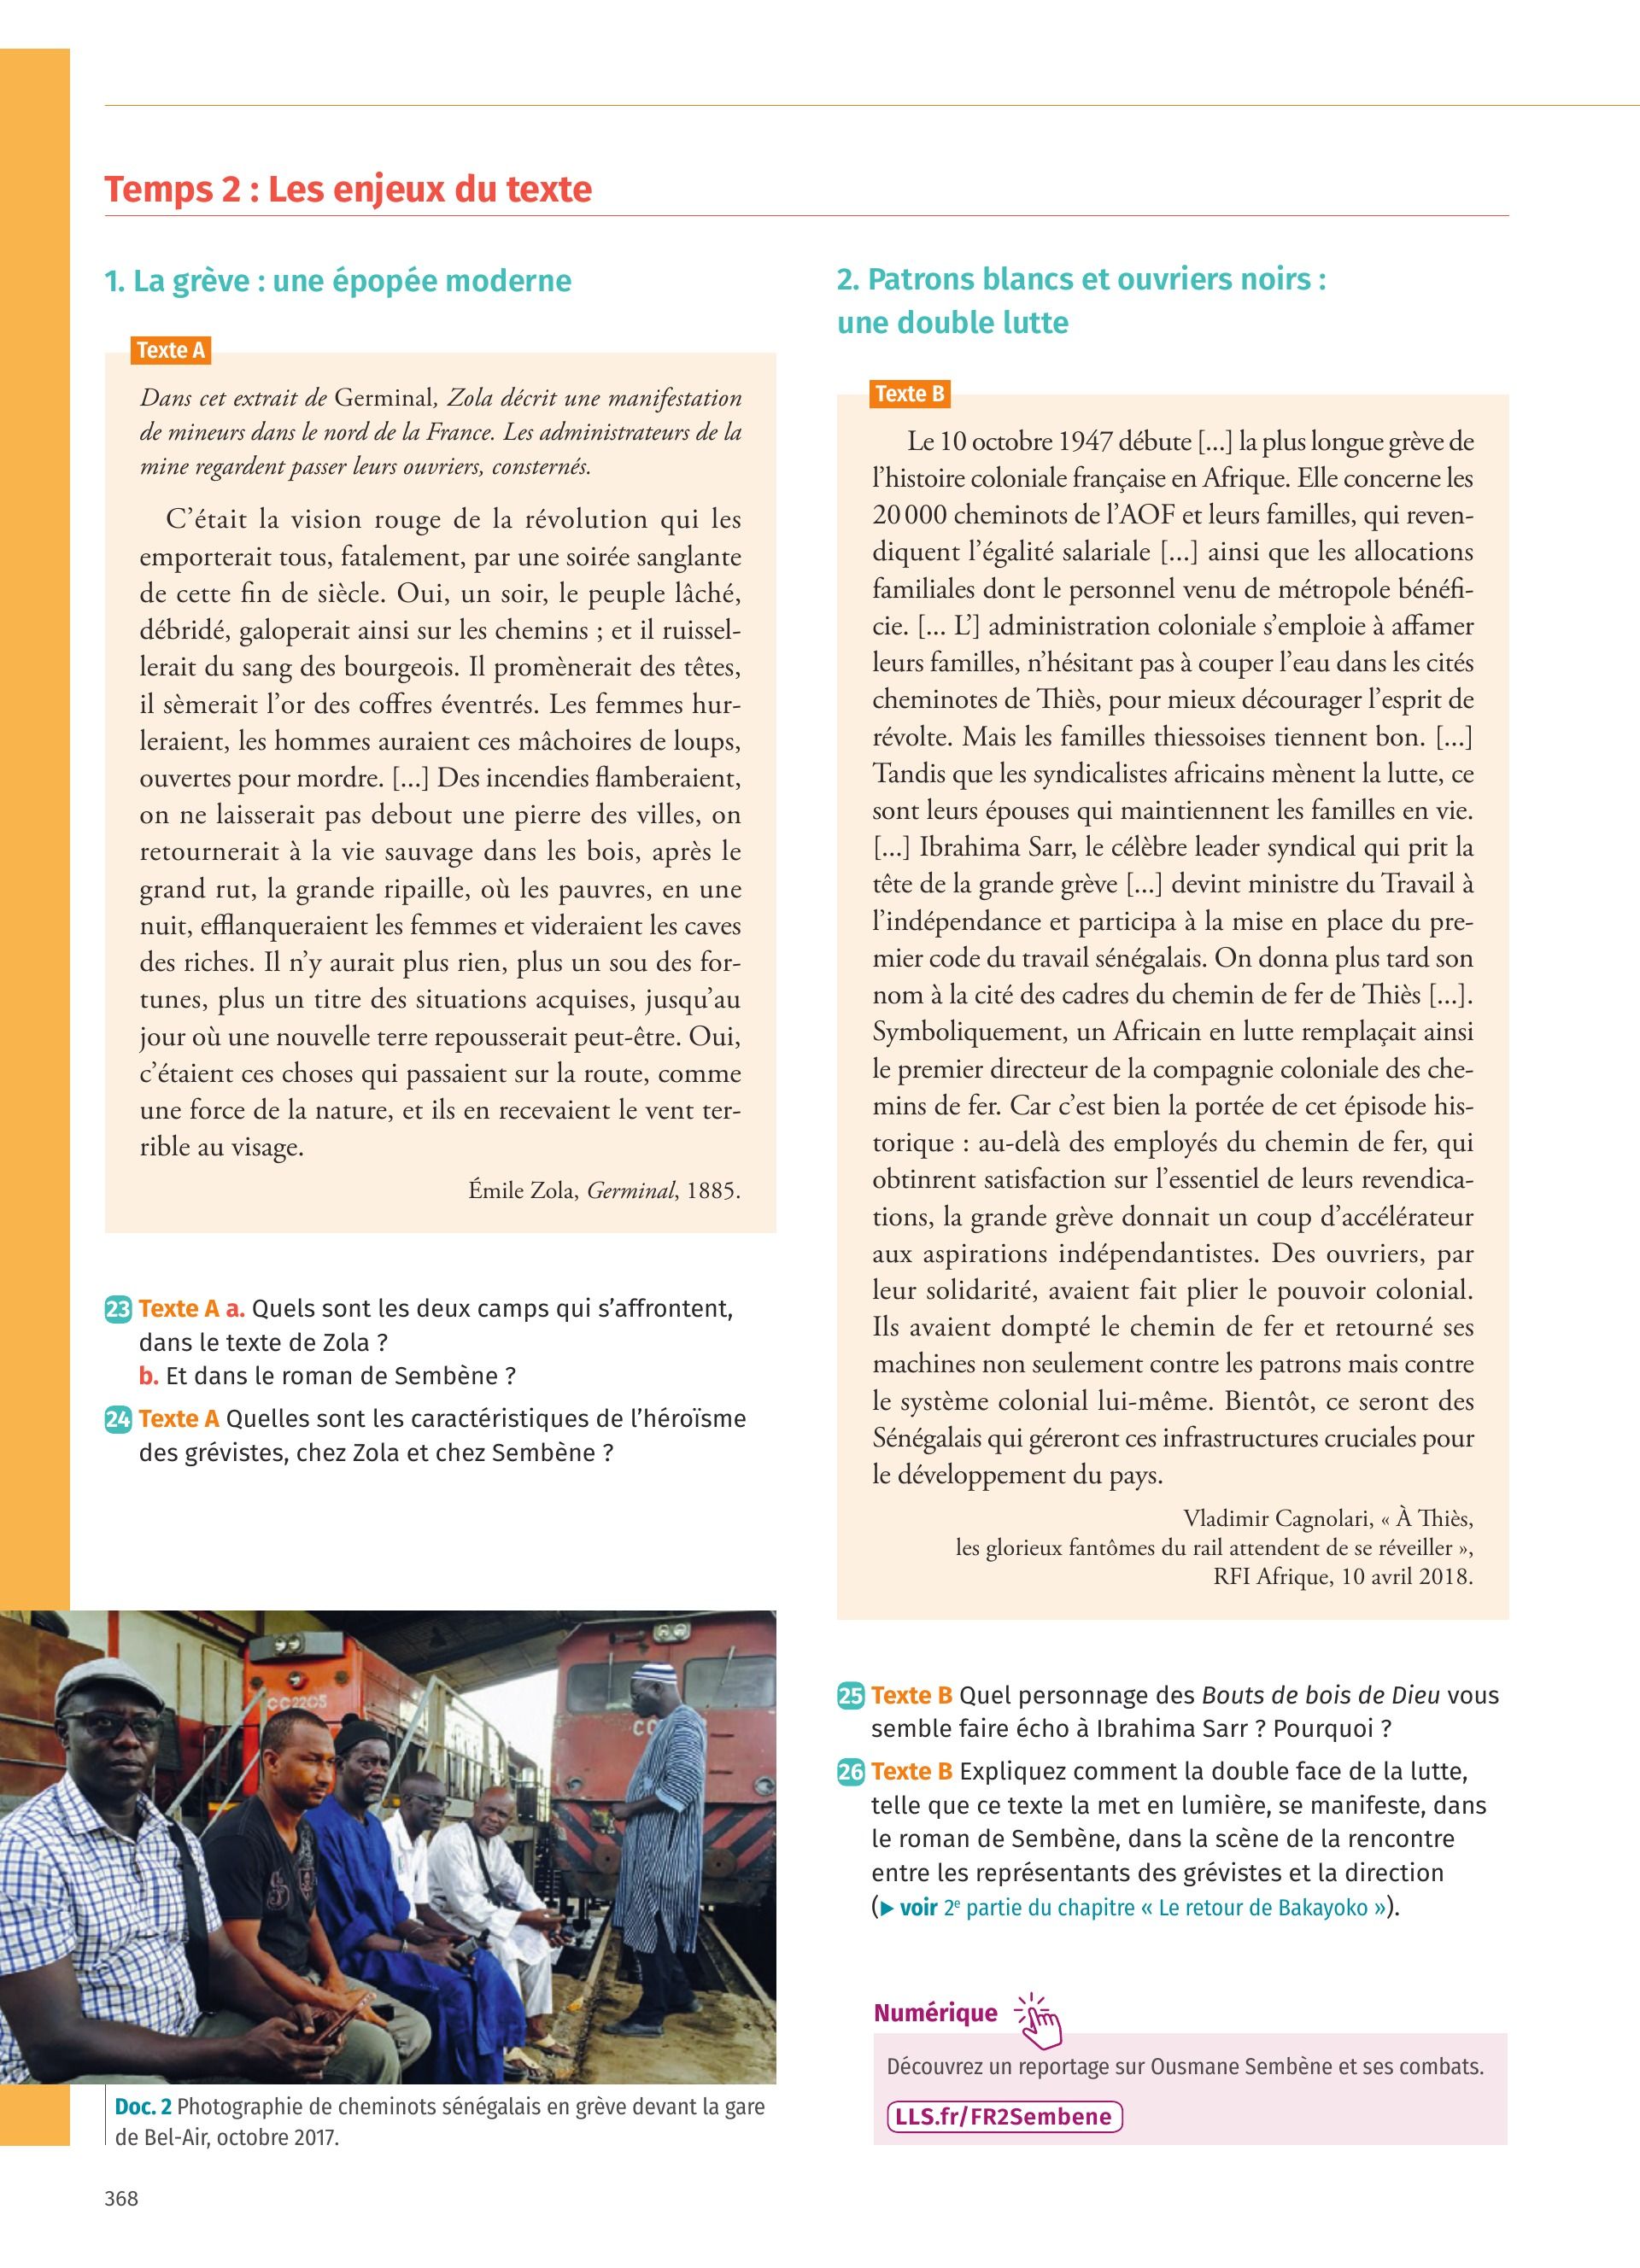 Temps 2 : Les enjeux du texte
1. La grève : une épopée moderne
Texte A
Dans cet extrait de Germinal, Zola décrit une manifestation
de mineurs dans le nord de la France. Les administrateurs de la
mine regardent passer leurs ouvriers, consternés.
C'était la vision rouge de la révolution qui les
emporterait tous, fatalement, par une soirée sanglante
de cette fin de siècle. Oui, un soir, le peuple lâché,
débridé, galoperait ainsi sur les chemins ; et il ruissel-
lerait du sang des bourgeois. Il promènerait des têtes,
il sèmerait l'or des coffres éventrés. Les femmes hur-
leraient, les hommes auraient ces mâchoires de loups,
ouvertes pour mordre. [...] Des incendies flamberaient,
on ne laisserait pas debout une pierre des villes, on
retournerait à la vie sauvage dans les bois, après le
grand rut, la grande ripaille, où les pauvres, en une
nuit, efflanqueraient les femmes et videraient les caves
des riches. Il n'y aurait plus rien, plus un sou des for-
tunes, plus un titre des situations acquises, jusqu'au
jour où une nouvelle terre repousserait peut-être. Oui,
c'étaient ces choses qui passaient sur la route, comme
une force de la nature, et ils en recevaient le vent ter-
rible au visage.
Émile Zola, Germinal, 1885.
23 Texte A a. Quels sont les deux camps qui s'affrontent,
dans le texte de Zola ?
b. Et dans le roman de Sembène ?
24 Texte A Quelles sont les caractéristiques de l'héroïsme
des grévistes, chez Zola et chez Sembène ?
CC2205
CC
Doc. 2 Photographie de cheminots sénégalais en grève devant la gare
de Bel-Air, octobre 2017.
2. Patrons blancs et ouvriers noirs :
une double lutte
Texte B
Le 10 octobre 1947 débute [...] la plus longue grève de
l'histoire coloniale française en Afrique. Elle concerne les
20 000 cheminots de l'AOF et leurs familles, qui reven-
diquent l'égalité salariale [...] ainsi que les allocations
familiales dont le personnel venu de métropole bénéfi-
cie. [... L'] administration coloniale s'emploie à affamer
leurs familles, n'hésitant pas à couper l'eau dans les cités
cheminotes de Thiès, pour mieux décourager l'esprit de
révolte. Mais les familles thiessoises tiennent bon. [...]
Tandis que les syndicalistes africains mènent la lutte, ce
sont leurs épouses qui maintiennent les familles en vie.
[...] Ibrahima Sarr, le célèbre leader syndical qui prit la
tête de la grande grève [...] devint ministre du Travail à
l'indépendance et participa à la mise en place du pre-
mier code du travail sénégalais. On donna plus tard son
nom à la cité des cadres du chemin de fer de Thiès [...].
Symboliquement, un Africain en lutte remplaçait ainsi
le premier directeur de la compagnie coloniale des che-
mins de fer. Car c'est bien la portée de cet épisode his-
torique : au-delà des employés du chemin de fer, qui
obtinrent satisfaction sur l'essentiel de leurs revendica-
tions, la grande grève donnait un coup d'accélérateur
aux aspirations indépendantistes. Des ouvriers, par
leur solidarité, avaient fait plier le pouvoir colonial.
Ils avaient dompté le chemin de fer et retourné ses
machines non seulement contre les patrons mais contre
le système colonial lui-même. Bientôt, ce seront des
Sénégalais qui géreront ces infrastructures cruciales pour
le développement du pays.
Vladimir Cagnolari, « À Thiès,
les glorieux fantômes du rail attendent de se réveiller »,
RFI Afrique, 10 avril 2018.
25 Texte B Quel personnage des Bouts de bois de Dieu vous
semble faire écho à Ibrahima Sarr ? Pourquoi ?
26 Texte B Expliquez comment la double face de la lutte,
telle que ce texte la met en lumière, se manifeste, dans
le roman de Sembène, dans la scène de la rencontre
entre les représentants des grévistes et la direction
(▶ voir 2e partie du chapitre « Le retour de Bakayoko »).
Numérique
Découvrez un reportage sur Ousmane Sembène et ses combats.
LLS.fr/FR2Sembene
368